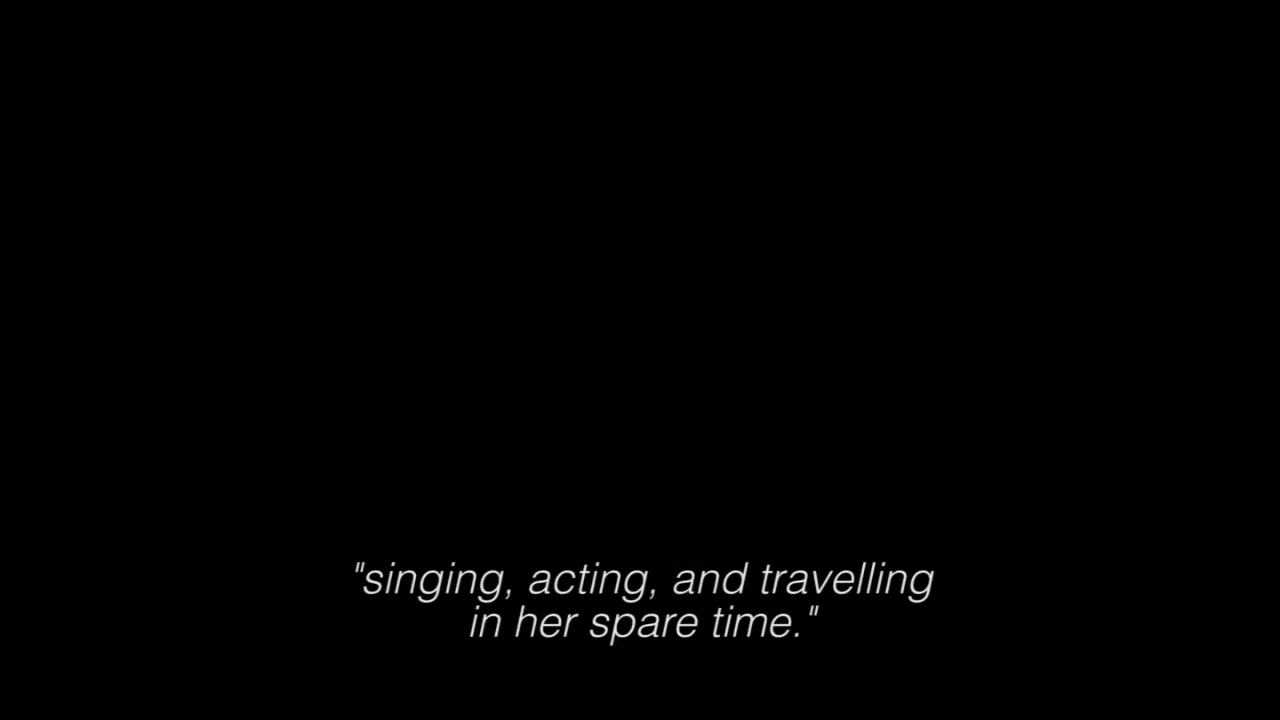 "singing, acting, and travelling
in her spare time."